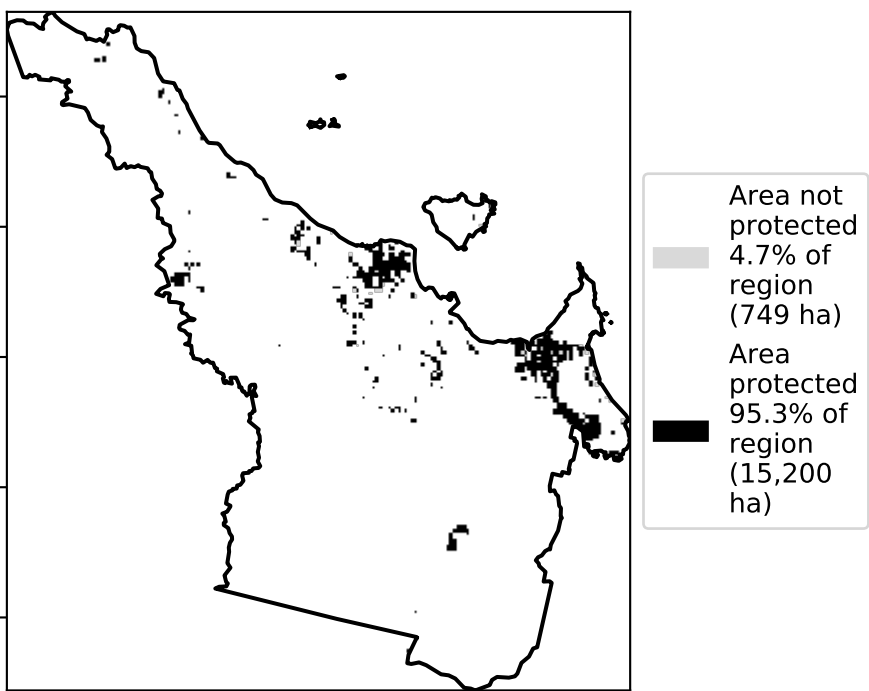 Area not
protected
4.7% of
region
(749 ha)
Area
protected
95.3% of
region
(15,200
ha)